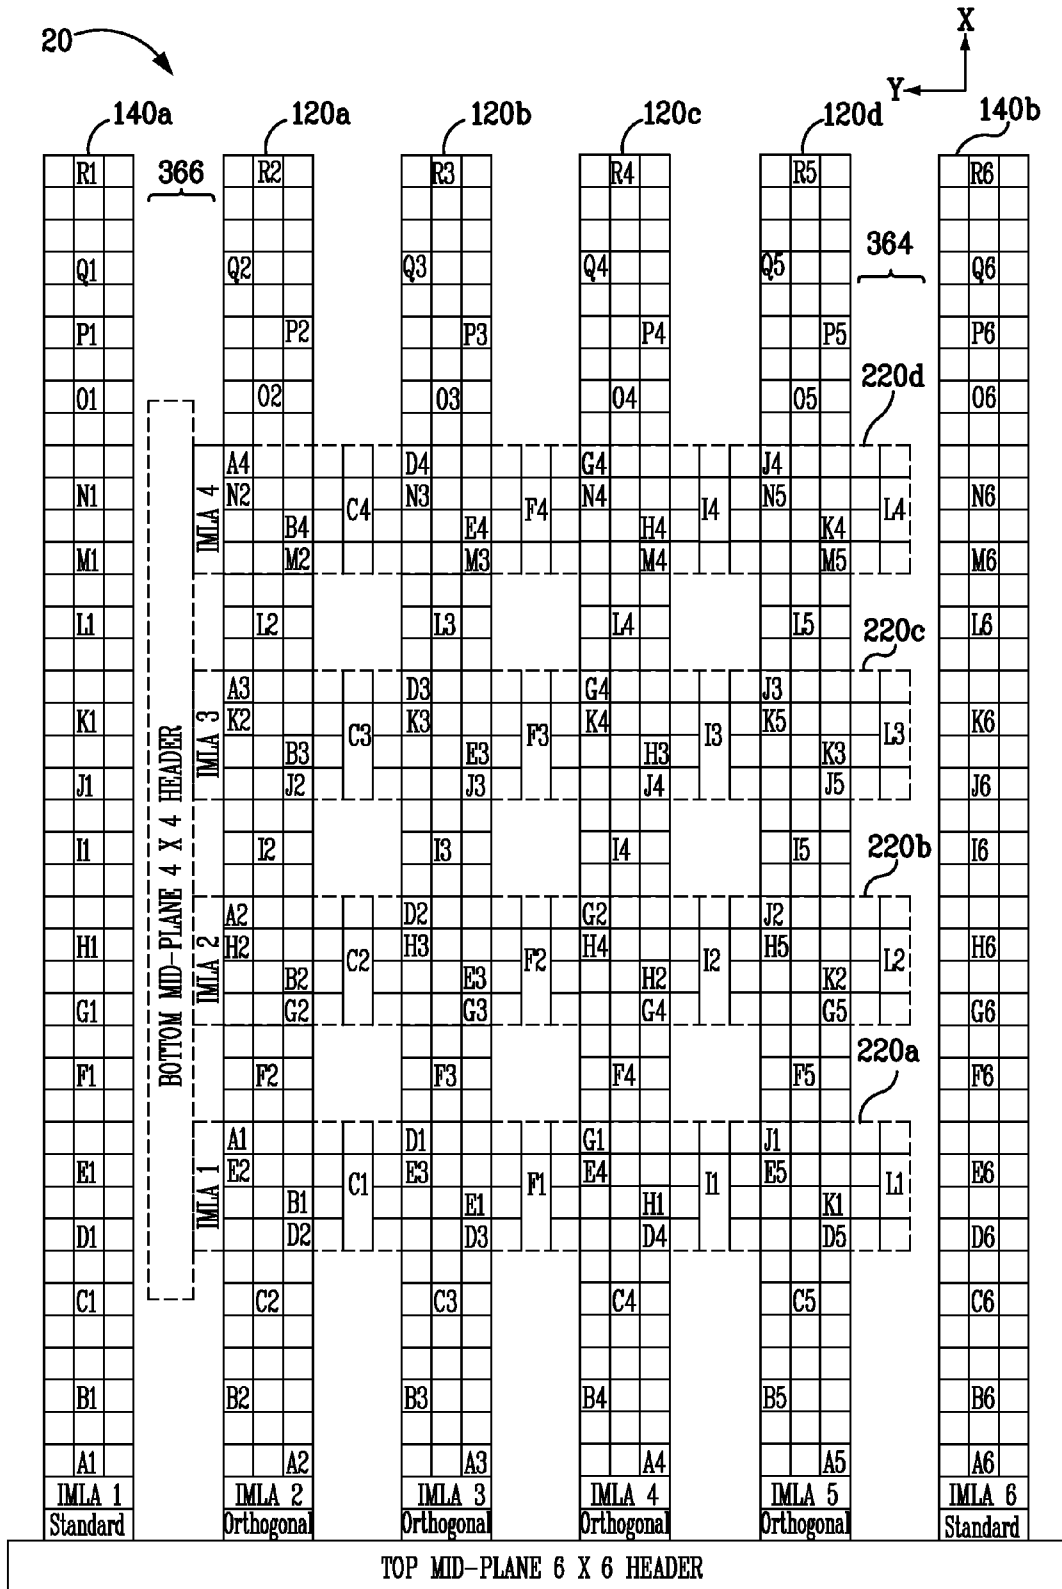 X
20
Y
140a 120a 120b 120c 120d 140b
R1 366 R2 R3 R4 R5 R6
364
Q1 Q2 Q3 Q4 Q5 Q6
P1 P2 P3 P4 P5 P6
220d
O1 O2 O3 O4 O5 O6
A4 D4 G4 J4
N1 IMLA 4 N2 C4 N3 F4 N4 I4 N5 L4 N6
B4 E4 H4 K4
M1 M2 M3 M4 M5 M6
L1 L2 L3 L4 L5 L6
220c
A3 D3 G4 J3
K1 IMLA 3 K2 C3 K3 F3 K4 I3 K5 L3 K6
B3 E3 H3 K3
J1 J2 J3 J4 J5 J6
BOTTOM MID-PLANE 4 X 4 HEADER
I1 I2 I3 I4 I5 220b I6
A2 D2 G2 J2
H1 IMLA 2 H2 C2 H3 F2 H4 I2 H5 L2 H6
B2 E3 H2 K2
G1 G2 G3 G4 G5 G6
220a
F1 F2 F3 F4 F5 F6
A1 D1 G1 J1
E1 IMLA 1 E2 C1 E3 F1 E4 I1 E5 L1 E6
B1 E1 H1 K1
D1 D2 D3 D4 D5 D6
C1 C2 C3 C4 C5 C6
B1 B2 B3 B4 B5 B6
A1 A2 A3 A4 A5 A6
IMLA 1 IMLA 2 IMLA 3 IMLA 4 IMLA 5 IMLA 6
Standard Orthogonal Orthogonal Orthogonal Orthogonal Standard
TOP MID-PLANE 6 X 6 HEADER